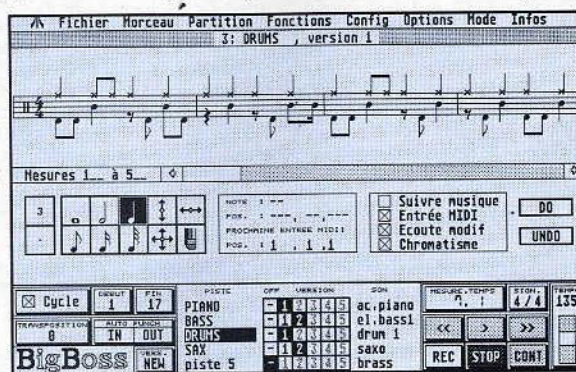 Fichier Morceau Partition Fonctions Config Options Mode Infos
3: DRUMS , version 1
Mesures 1__ à 5__
3
NOTE : --
POS. : ---, --,---
PROCHAINE ENTREE MIDI:
POS. : 1 . 1 .1
Suivre musique
Entrée MIDI
Ecoute modif
Chromatisme
DO
UNDO
Cycle
DEBUT 1
FIN 17
TRANSPOSITION 0
AUTO PUNCH
IN OUT
BigBoss
VERS. NEW
PISTE OFF VERSION SON
PIANO - 1 2 3 4 5 ac.piano
BASS - 1 2 3 4 5 el.bass1
DRUMS - 1 2 3 4 5 drum 1
SAX - 1 2 3 4 5 saxo
piste 5 - 1 2 3 4 5 brass
MESURE.TEMPS
SIGN. 4/4
TEMPO 135
<< > >>
REC STOP CONT